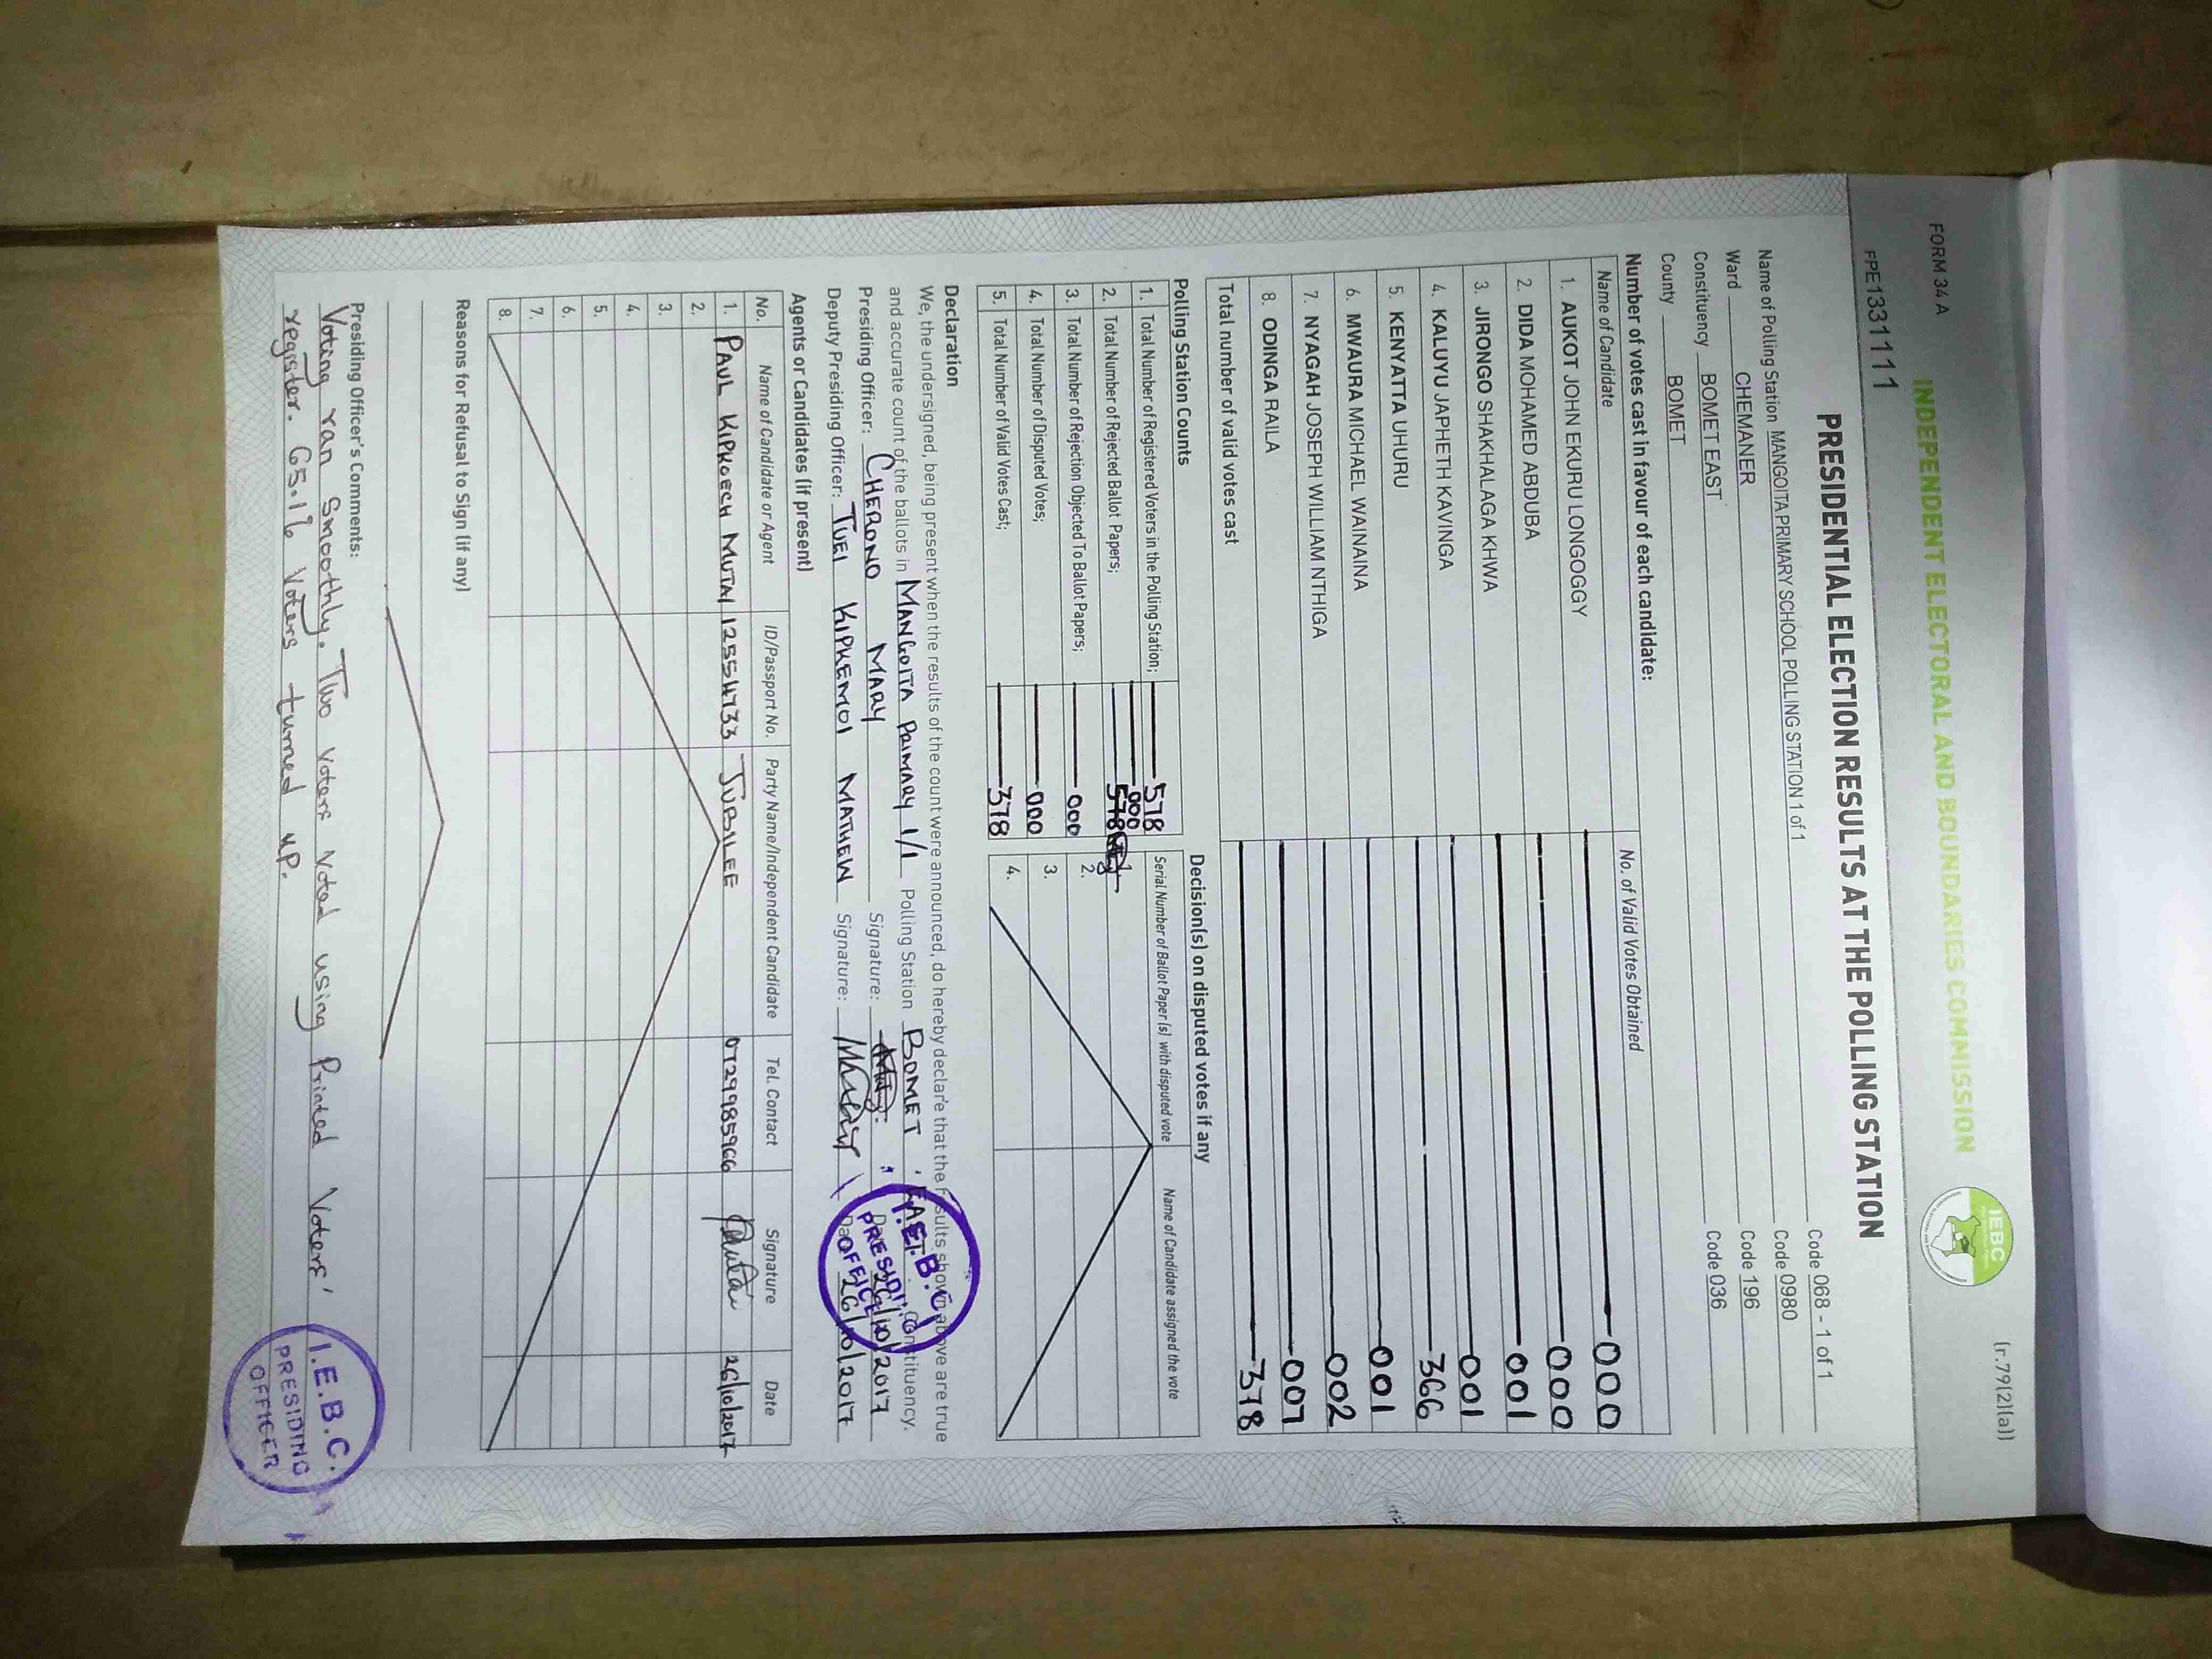 FORM 34 A
(r.79(2)(a))
INDEPENDENT ELECTORAL AND BOUNDARIES COMMISSION
IEBC
FPE133111
PRESIDENTIAL ELECTION RESULTS AT THE POLLING STATION
Name of Polling Station MANGOITA PRIMARY SCHOOL POLLING STATION 1 of 1 Code 068 - 1 of 1
Ward CHEMANER Code 0980
Constituency BOMET EAST Code 196
County BOMET Code 036
Number of votes cast in favour of each candidate:
Name of Candidate No. of Valid Votes Obtained
1. AUKOT JOHN EKURU LONGOGGY 000
2. DIDA MOHAMED ABDUBA 000
3. JIRONGO SHAKHALAGA KHWA 001
4. KALUYU JAPHETH KAVINGA 001
5. KENYATTA UHURU 366
6. MWAURA MICHAEL WAINAINA 001
7. NYAGAH JOSEPH WILLIAM NTHIGA 002
8. ODINGA RAILA 007
Total number of valid votes cast 378
Polling Station Counts
1. Total Number of Registered Voters in the Polling Station; 578
2. Total Number of Rejected Ballot Papers; 000 578
3. Total Number of Rejection Objected To Ballot Papers; 000
4. Total Number of Disputed Votes; 000
5. Total Number of Valid Votes Cast; 378
Decision(s) on disputed votes if any
Serial Number of Ballot Paper (s) with disputed vote Name of Candidate assigned the vote
1.
2.
3.
4.
Declaration
We, the undersigned, being present when the results of the count were announced, do hereby declare that the results shown above are true
and accurate count of the ballots in MANGOITA PRIMARY 1/1 Polling Station BOMET EAST Constituency.
Presiding Officer: CHERONO MARY Signature: Date 26/10/2017
Deputy Presiding Officer: TUEI KIPKEMOI MATHEW Signature: Date 26/10/2017
I.E.B.C.
PRESIDING
OFFICER
Agents or Candidates (if present)
No. Name of Candidate or Agent ID/Passport No. Party Name/Independent Candidate Tel. Contact Signature Date
1. PAUL KIPKOECH MUTAI 12554733 JUBILEE 0729985966 26/10/2017
2.
3.
4.
5.
6.
7.
8.
Reasons for Refusal to Sign (if any)
Presiding Officer's Comments:
Voting ran Smoothly. Two voters voted using Printed Voters'
register. 65.1% Voters turned up.
I.E.B.C.
PRESIDING
OFFICER